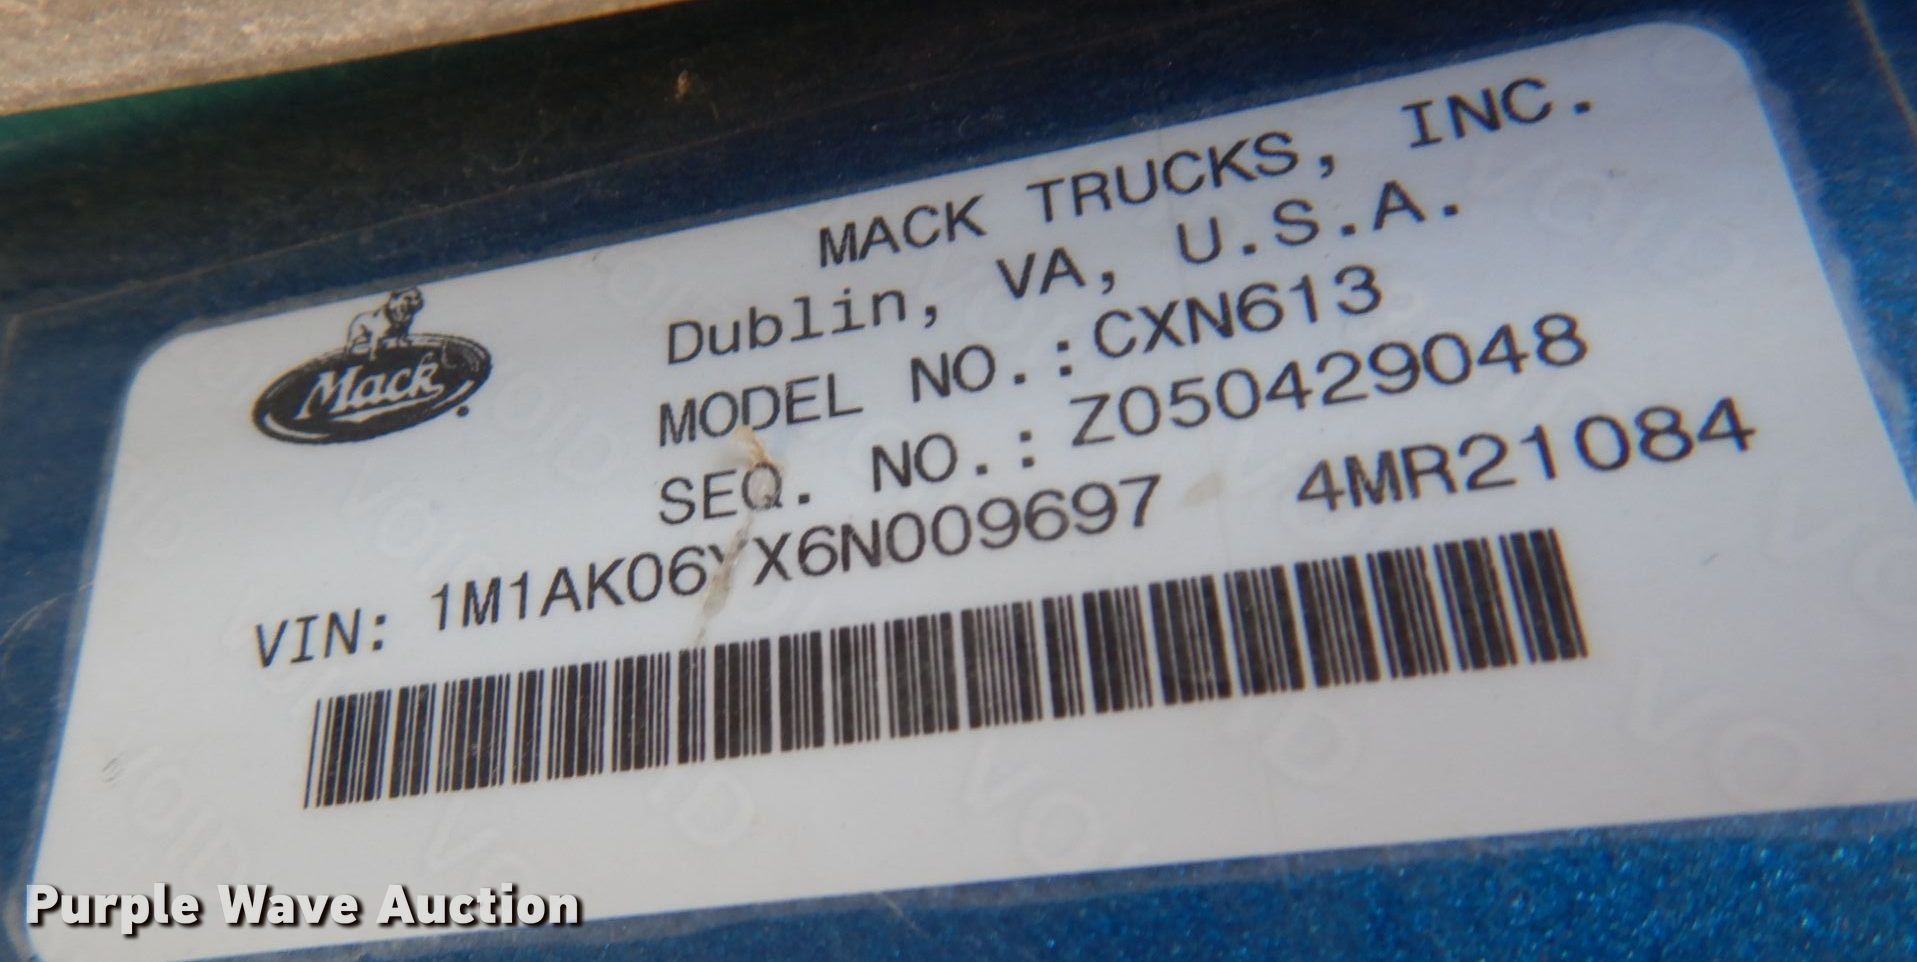 Mack
MACK TRUCKS, INC.
Dublin, VA, U.S.A.
MODEL NO.:CXN613
SEQ. NO.:Z050429048
VIN: 1M1AK06YX6N009697 4MR21084
Purple Wave Auction